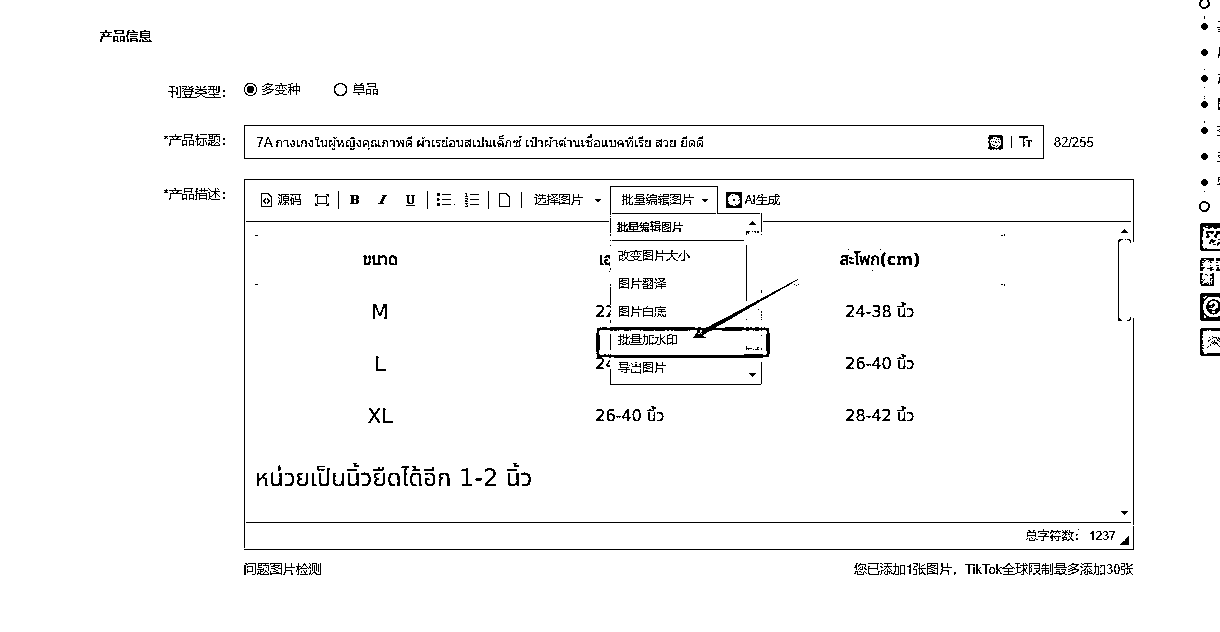 产品信息
刊登类型: 多变种 单品
*产品标题: 7A กางเกงในผู้หญิงคุณภาพดี ผ้าเรย่อนสเปนเด็กซ์ เป้าผ้าต้านเชื้อแบคทีเรีย สวย ยืดดี Tr 82/255
*产品描述: 源码 B I U 选择图片 批量编辑图片 AI生成
批量编辑图片
改变图片大小
图片翻译
图片白底
批量加水印
导出图片
ขนาด สะโพก(cm)
M 24-38 นิ้ว
L 26-40 นิ้ว
XL 26-40 นิ้ว 28-42 นิ้ว
หน่วยเป็นนิ้วยืดได้อีก 1-2 นิ้ว
总字符数: 1237
问题图片检测 您已添加1张图片, TikTok全球限制最多添加30张